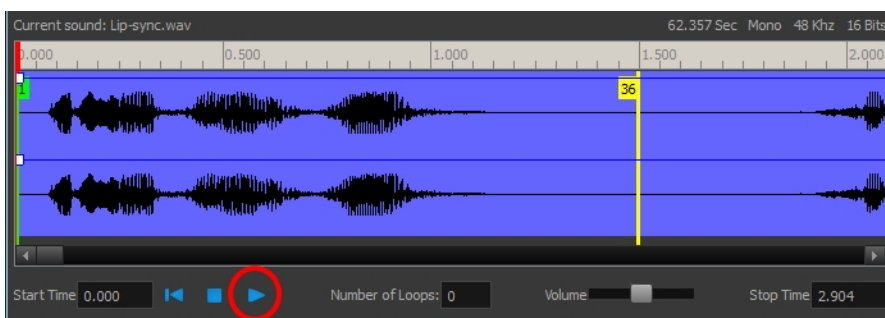 Current sound: Lip-sync.wav 62.357 Sec Mono 48 Khz 16 Bits
0.000 0.500 1.000 1.500 2.000
1 36
Start Time 0.000 Number of Loops: 0 Volume Stop Time 2.904